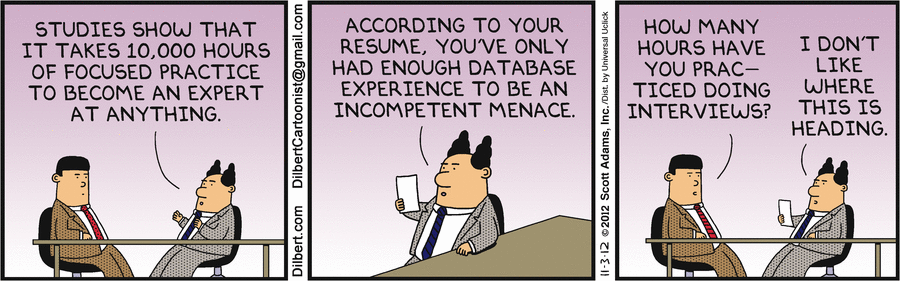 STUDIES SHOW THAT
IT TAKES 10,000 HOURS
OF FOCUSED PRACTICE
TO BECOME AN EXPERT
AT ANYTHING.
Dilbert.com DilbertCartoonist@gmail.com
ACCORDING TO YOUR
RESUME, YOU'VE ONLY
HAD ENOUGH DATABASE
EXPERIENCE TO BE AN
INCOMPETENT MENACE.
11-3-12 ©2012 Scott Adams, Inc. /Dist. by Universal Uclick
HOW MANY
HOURS HAVE
YOU PRAC-
TICED DOING
INTERVIEWS?
I DON'T
LIKE
WHERE
THIS IS
HEADING.